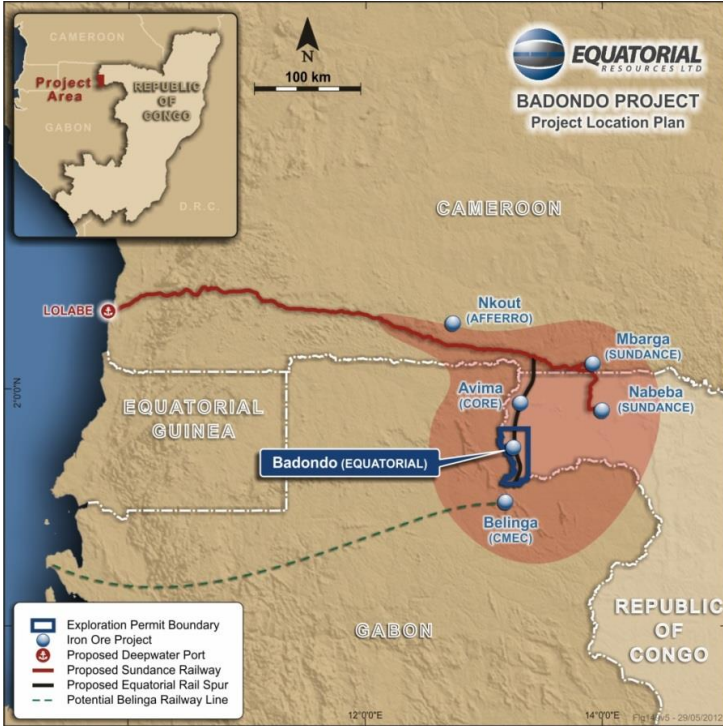 CAMEROON
Project
Area
REPUBLIC
OF
CONGO
GABON
D.R.C.
N
100 km
EQUATORIAL
RESOURCES LTD
BADONDO PROJECT
Project Location Plan
CAMEROON
LOLABE
Nkout
(AFFERRO)
Mbarga
(SUNDANCE)
2°0'0"N
EQUATORIAL
GUINEA
Avima
(CORE)
Nabeba
(SUNDANCE)
Badondo (EQUATORIAL)
Belinga
(CMEC)
GABON
REPUBLIC
OF
CONGO
Exploration Permit Boundary
Iron Ore Project
Proposed Deepwater Port
Proposed Sundance Railway
Proposed Equatorial Rail Spur
Potential Belinga Railway Line
12°0'0"E
14°0'0"E
29/05/2012